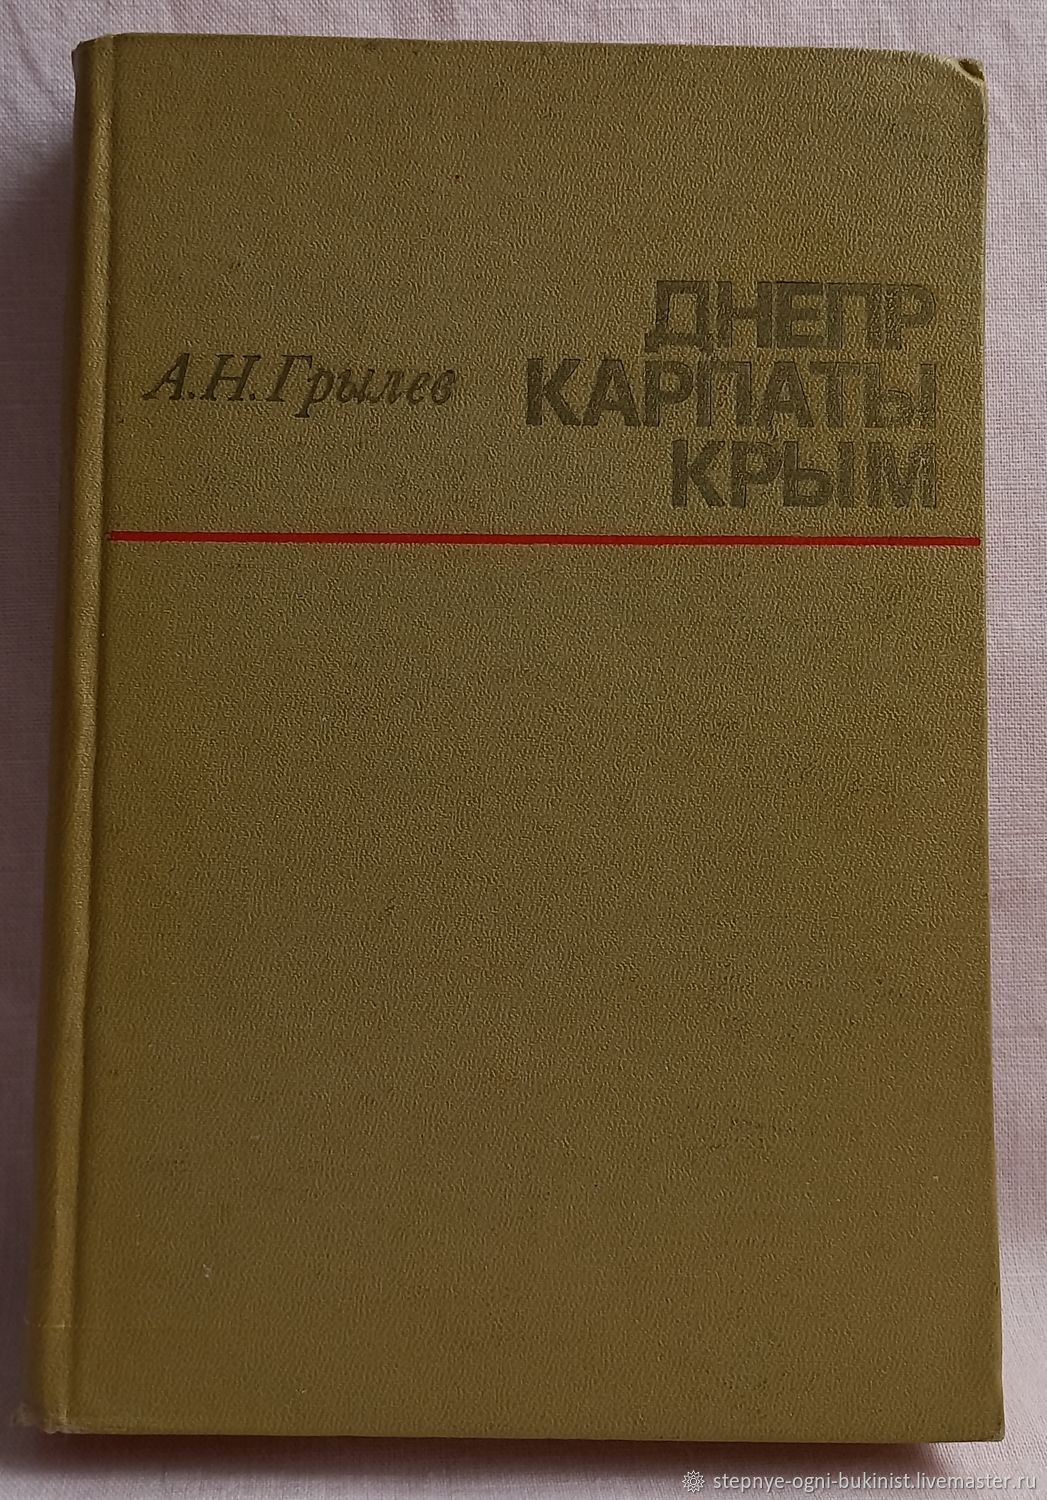 ДНЕПР
А.Н.Грылев
КАРПАТЫ
КРЫМ
stepnye-ogni-bukinist.livemaster.ru